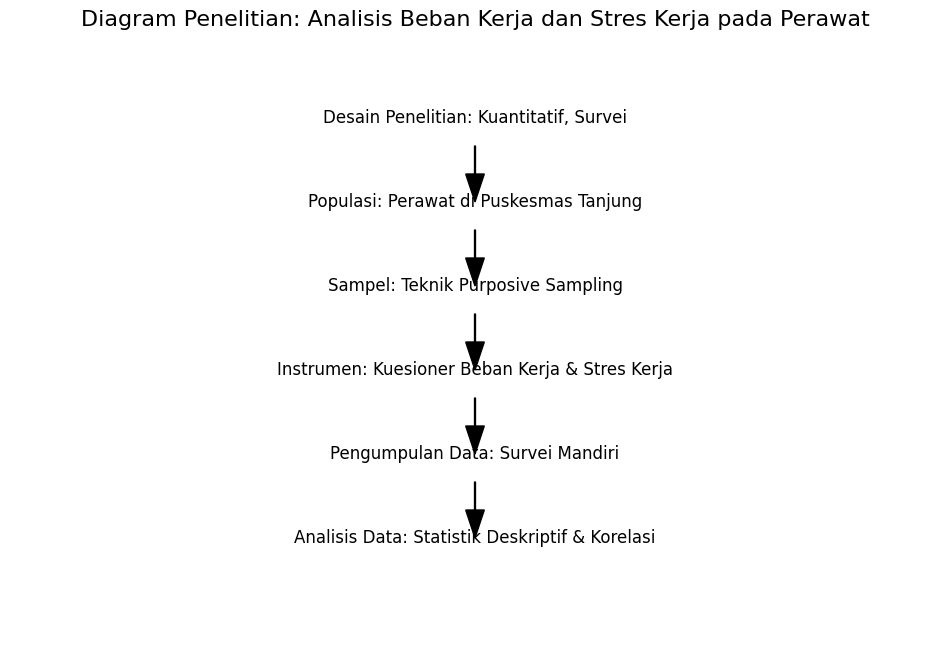 Diagram Penelitian: Analisis Beban Kerja dan Stres Kerja pada Perawat
Desain Penelitian: Kuantitatif, Survei
Populasi: Perawat di Puskesmas Tanjung
Sampel: Teknik Purposive Sampling
Instrumen: Kuesioner Beban Kerja & Stres Kerja
Pengumpulan Data: Survei Mandiri
Analisis Data: Statistik Deskriptif & Korelasi